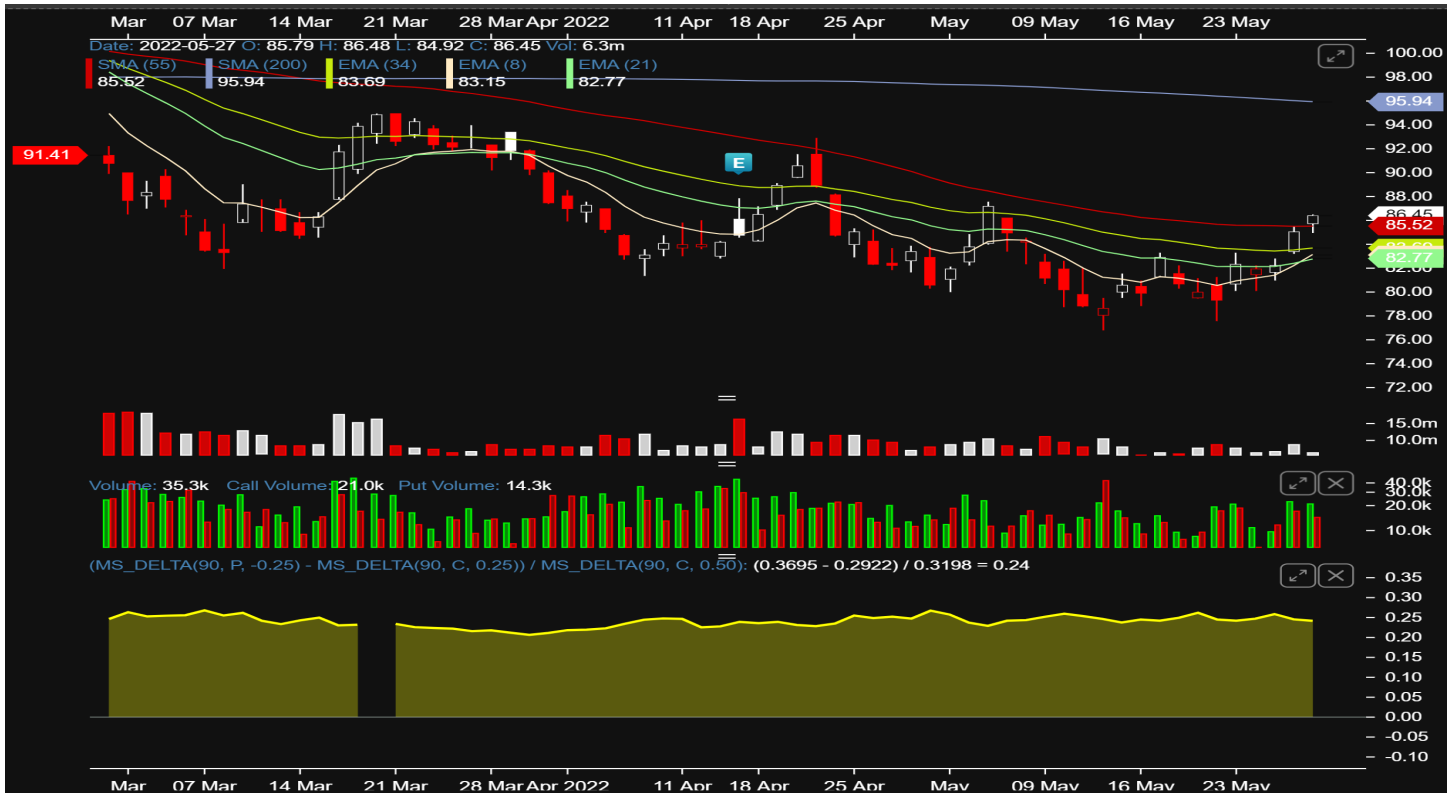 Mar 07 Mar 14 Mar 21 Mar 28 Mar Apr 2022 11 Apr 18 Apr 25 Apr May 09 May 16 May 23 May
Date: 2022-05-27 O: 85.79 H: 86.48 L: 84.92 C: 86.45 Vol: 6.3m
SMA (55) SMA (200) EMA (34) EMA (8) EMA (21)
85.52 95.94 83.69 83.15 82.77
100.00
98.00
95.94
94.00
92.00
91.41
E
90.00
88.00
86.45
85.52
82.77
82.00
80.00
78.00
76.00
74.00
72.00
15.0m
10.0m
Volume: 35.3k Call Volume: 21.0k Put Volume: 14.3k
40.0k
30.0k
20.0k
10.0k
(MS_DELTA(90, P, -0.25) - MS_DELTA(90, C, 0.25)) / MS_DELTA(90, C, 0.50): (0.3695 - 0.2922) / 0.3198 = 0.24
0.35
0.30
0.25
0.20
0.15
0.10
0.05
0.00
-0.05
-0.10
Mar 07 Mar 14 Mar 21 Mar 28 Mar Apr 2022 11 Apr 18 Apr 25 Apr May 09 May 16 May 23 May